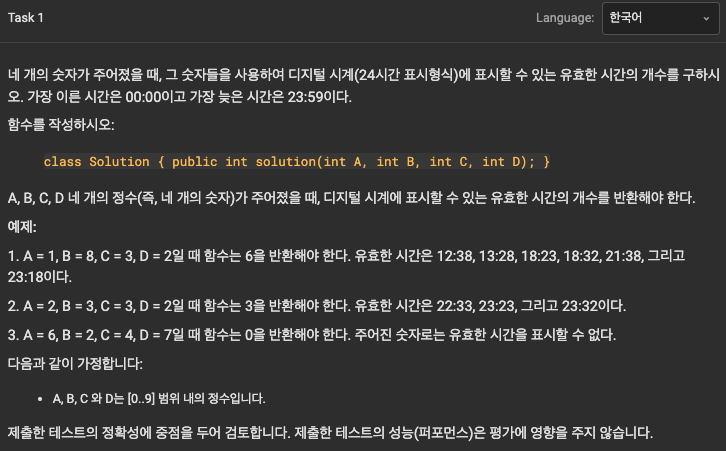 Task 1
Language: 한국어
네 개의 숫자가 주어졌을 때, 그 숫자들을 사용하여 디지털 시계(24시간 표시형식)에 표시할 수 있는 유효한 시간의 개수를 구하시
오. 가장 이른 시간은 00:00이고 가장 늦은 시간은 23:59이다.
함수를 작성하시오:
class Solution { public int solution(int A, int B, int C, int D); }
A, B, C, D 네 개의 정수(즉, 네 개의 숫자)가 주어졌을 때, 디지털 시계에 표시할 수 있는 유효한 시간의 개수를 반환해야 한다.
예제:
1. A = 1, B = 8, C = 3, D = 2일 때 함수는 6을 반환해야 한다. 유효한 시간은 12:38, 13:28, 18:23, 18:32, 21:38, 그리고
23:18이다.
2. A = 2, B = 3, C = 3, D = 2일 때 함수는 3을 반환해야 한다. 유효한 시간은 22:33, 23:23, 그리고 23:32이다.
3. A = 6, B = 2, C = 4, D = 7일 때 함수는 0을 반환해야 한다. 주어진 숫자로는 유효한 시간을 표시할 수 없다.
다음과 같이 가정합니다:
• A, B, C 와 D는 [0..9] 범위 내의 정수입니다.
제출한 테스트의 정확성에 중점을 두어 검토합니다. 제출한 테스트의 성능(퍼포먼스)은 평가에 영향을 주지 않습니다.